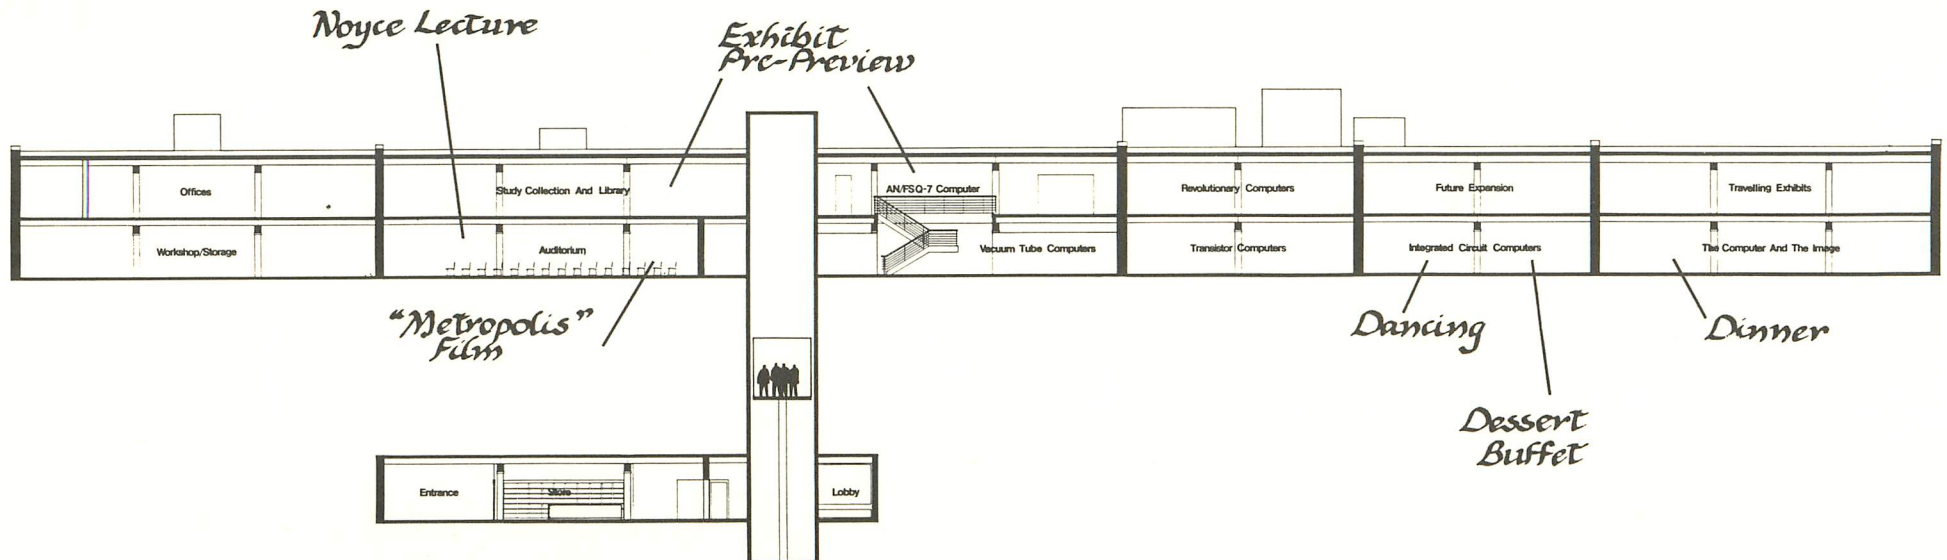 Noyce Lecture
Exhibit
Pre-Preview
Offices
Study Collection And Library
AN/FSQ-7 Computer
Revolutionary Computers
Future Expansion
Travelling Exhibits
Workshop/Storage
Auditorium
Vacuum Tube Computers
Transistor Computers
Integrated Circuit Computers
The Computer And The Image
"Metropolis"
Film
Dancing
Dinner
Dessert
Buffet
Entrance
Store
Lobby